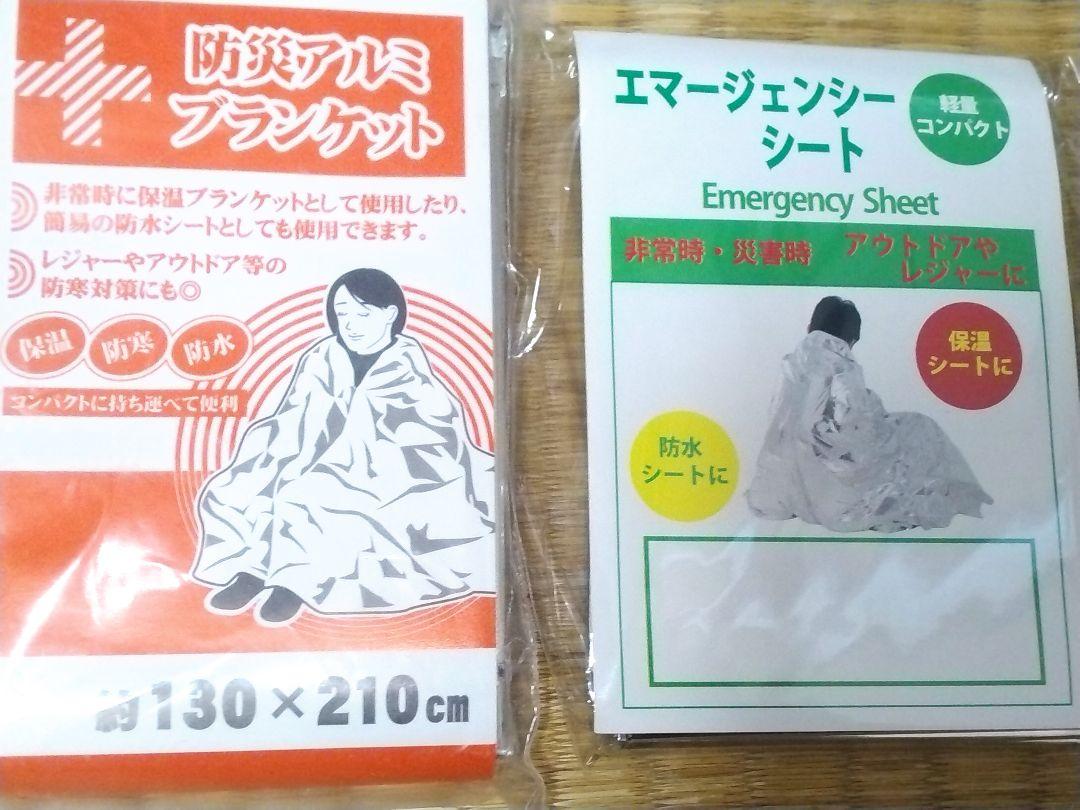 防災アルミ
ブランケット
非常時に保温ブランケットとして使用したり、
簡易の防水シートとしても使用できます。
レジャーやアウトドア等の
防寒対策にも◎
保温
防寒
防水
コンパクトに持ち運べて便利
約130×210cm
エマージェンシー
シート
軽量
コンパクト
Emergency Sheet
非常時・災害時
アウトドアや
レジャーに
保温
シートに
防水
シートに